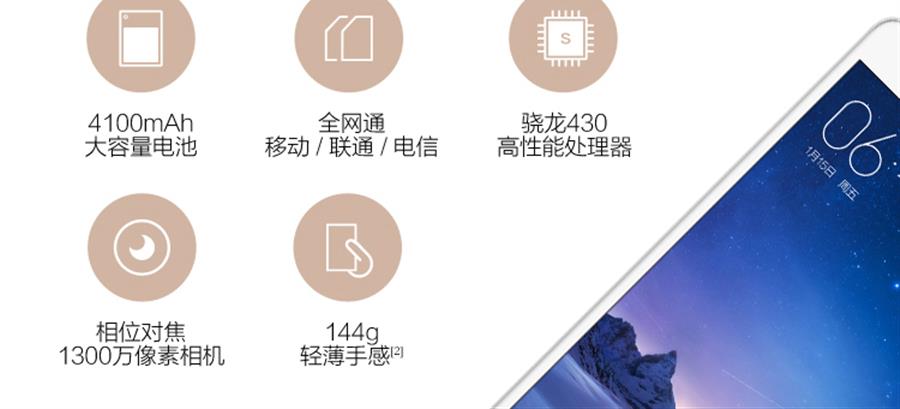 S
4100mAh
大容量电池
全网通
移动 / 联通 / 电信
骁龙430
高性能处理器
相位对焦
1300万像素相机
144g
轻薄手感[2]
06:
1月15日 周五